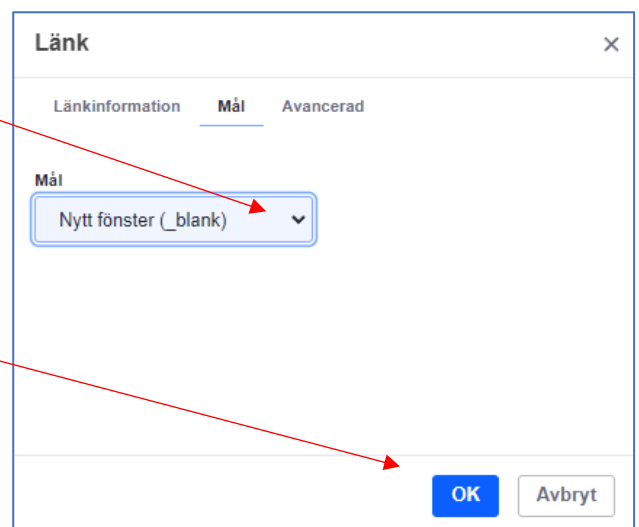 Länk
Länkinformation Mål Avancerad
Mål
Nytt fönster (_blank)
OK Avbryt